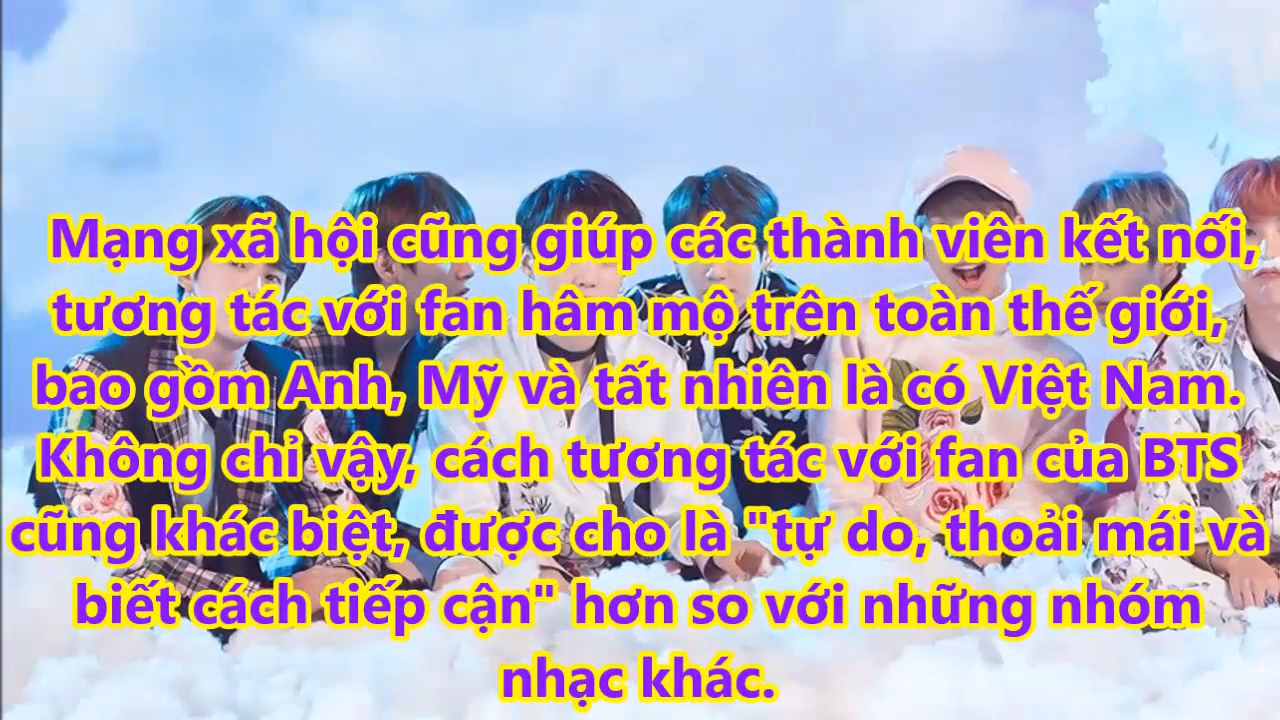 Mạng xã hội cũng giúp các thành viên kết nối,
tương tác với fan hâm mộ trên toàn thế giới,
bao gồm Anh, Mỹ và tất nhiên là có Việt Nam.
Không chỉ vậy, cách tương tác với fan của BTS
cũng khác biệt, được cho là "tự do, thoải mái và
biết cách tiếp cận" hơn so với những nhóm
nhạc khác.